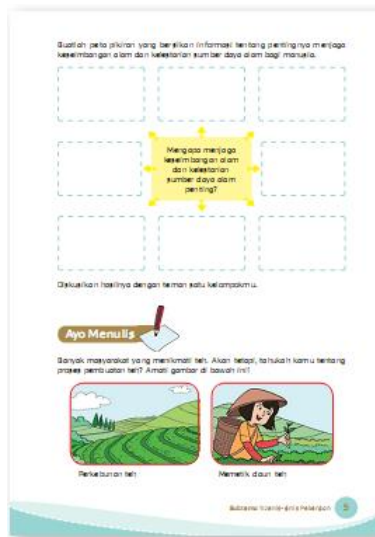 Buatlah peta pikiran yang berisikan informasi tentang pentingnya menjaga
keseimbangan alam dan kelestarian sumber daya alam bagi manusia.
Mengapa menjaga
keseimbangan alam
dan kelestarian
sumber daya alam
penting?
Diskusikan hasilnya dengan teman satu kelompokmu.
Ayo Menulis
Banyak masyarakat yang menikmati teh. Akan tetapi, tahukah kamu tentang
proses pembuatan teh? Amati gambar di bawah ini!
Perkebunan teh
Memetik daun teh
Subtema 1: Jenis-jenis Pekerjaan
5